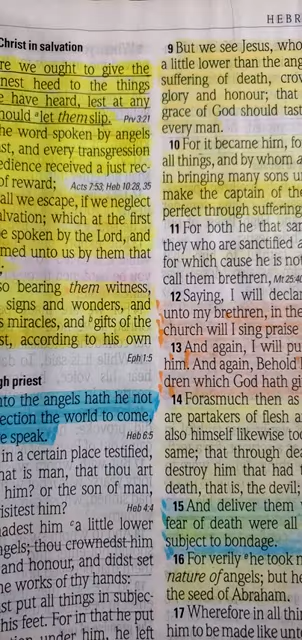 HEBR
Christ in salvation
re we ought to give the
nest heed to the things
e have heard, lest at any
hould ᵃlet them slip. Prv 3:21
the word spoken by angels
ast, and every transgression
edience received a just rec-
of reward; Acts 7:53; Heb 10:28, 35
all we escape, if we neglect
alvation; which at the first
e spoken by the Lord, and
med unto us by them that
;
so bearing them witness,
signs and wonders, and
s miracles, and ᵇgifts of the
st, according to his own
Eph 1:5
gh priest
nto the angels hath he not
ection the world to come,
e speak. Heb 6:5
in a certain place testified,
hat is man, that thou art
him? or the son of man,
isitest him? Heb 4:4
adest him ᶜa little lower
ngels; thou crownedst him
and honour, and didst set
he works of thy hands:
st put all things in subjec-
his feet. For in that he put
tion under him, he left
9 But we see Jesus, who
a little lower than the ang
suffering of death, crow
glory and honour; that
grace of God should tast
every man.
10 For it became him, fo
all things, and by whom a
in bringing many sons u
make the captain of the
perfect through suffering
11 For both he that san
they who are sanctified a
for which cause he is not
call them brethren, Mt 25:40
12 Saying, I will declar
unto my brethren, in the
church will I sing praise
13 And again, I will pu
him. And again, Behold I
dren which God hath gi
14 Forasmuch then as
are partakers of flesh an
also himself likewise too
same; that through dea
destroy him that had t
death, that is, the devil;
15 And deliver them
fear of death were all
subject to bondage.
16 For verily ᵉhe took n
nature of angels; but he
the seed of Abraham.
17 Wherefore in all thin
him to be made like un